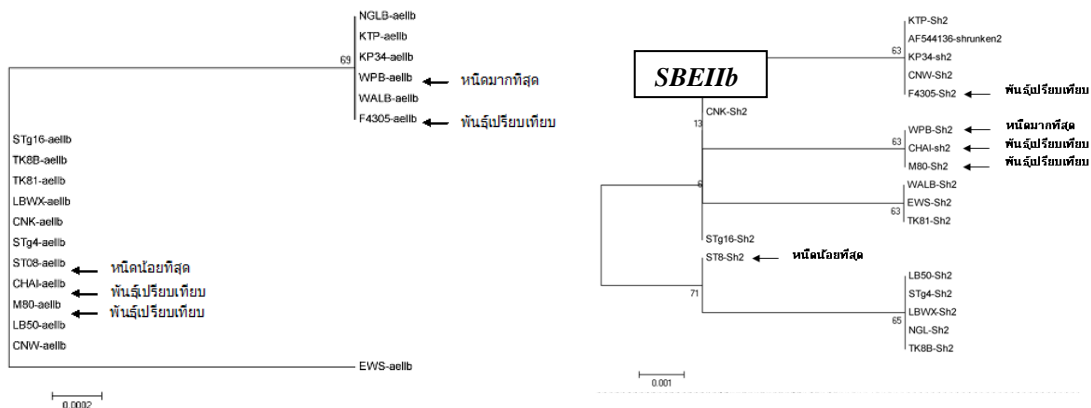 NGLB-aeIIb
KTP-aeIIb
KP34-aeIIb
69
WPB-aeIIb
หนืดมากที่สุด
WALB-aeIIb
F4305-aeIIb
พันธุ์เปรียบเทียบ
STg16-aeIIb
TK8B-aeIIb
TK81-aeIIb
LBWX-aeIIb
CNK-aeIIb
STg4-aeIIb
ST08-aeIIb
หนืดน้อยที่สุด
CHAI-aeIIb
พันธุ์เปรียบเทียบ
M80-aeIIb
พันธุ์เปรียบเทียบ
LB50-aeIIb
CNW-aeIIb
EWS-aeIIb
0.0002
SBEIIb
KTP-Sh2
AF544136-shrunken2
63
KP34-sh2
CNW-Sh2
F4305-Sh2
พันธุ์เปรียบเทียบ
CNK-Sh2
13
WPB-Sh2
หนืดมากที่สุด
63
CHAI-sh2
พันธุ์เปรียบเทียบ
M80-Sh2
พันธุ์เปรียบเทียบ
6
WALB-Sh2
EWS-Sh2
63
TK81-Sh2
STg16-Sh2
ST8-Sh2
หนืดน้อยที่สุด
71
LB50-Sh2
STg4-Sh2
LBWX-Sh2
65
NGL-Sh2
TK8B-Sh2
0.001